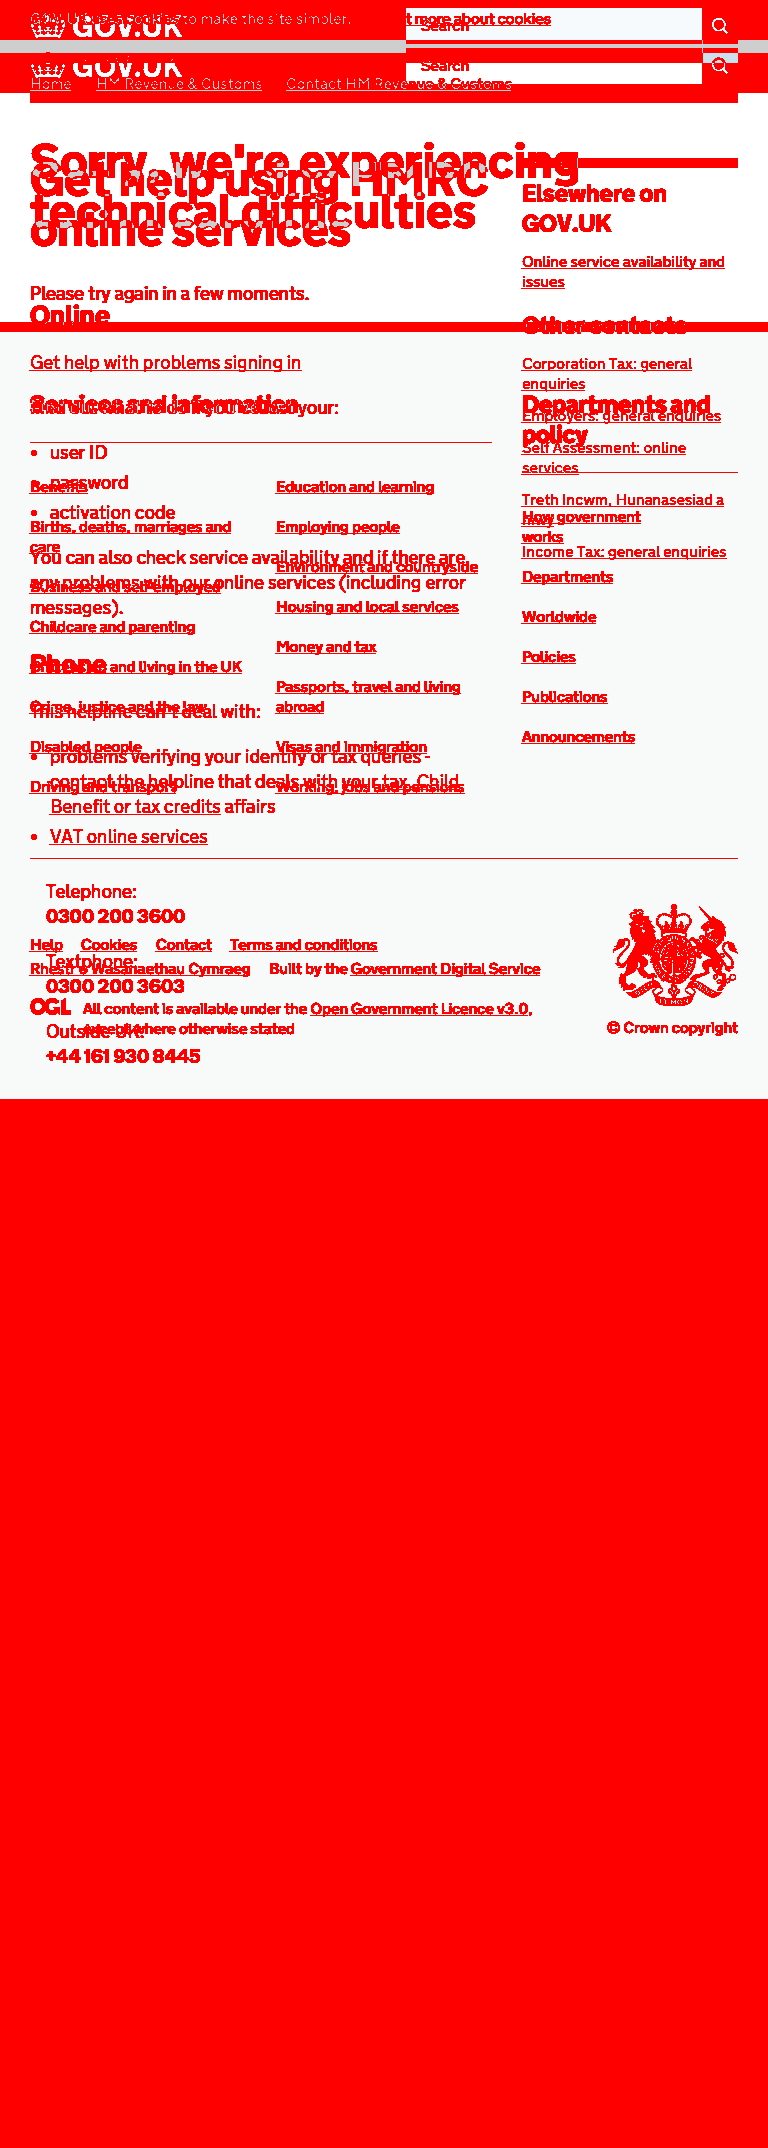 GOV.UK uses cookies to make the site simpler. more about cookies
GOV.UK
Search
GOV.UK
Search
Home HM Revenue & Customs Contact HM Revenue & Customs
Sorry, we're experiencing
Get help using HMRC
technical difficulties
online services
Elsewhere on
GOV.UK
Online service availability and
issues
Please try again in a few moments.
Online
Other contacts
Get help with problems signing in
Corporation Tax: general
enquiries
Services and information
your:
Departments and
Employers: general enquiries
policy
Self Assessment: online
services
• user ID
• password
Benefits
Education and learning
Treth Incwm, Hunanasesiad a
• activation code
How government
works
Births, deaths, marriages and
care
Employing people
Income Tax: general enquiries
You can also check service availability and if there are
Environment and countryside
Departments
any problems with our online services (including error
Business and self-employed
messages).
Housing and local services
Worldwide
Childcare and parenting
Money and tax
Policies
Phone
and living in the UK
Passports, travel and living
abroad
Publications
Crime, justice and the law
This helpline can't deal with:
Announcements
Disabled people
Visas and immigration
• problems verifying your identity or tax queries -
contact the helpline that deals with your tax, Child
Driving and transport
Working, jobs and pensions
Benefit or tax credits affairs
• VAT online services
Telephone:
0300 200 3600
Help Cookies Contact Terms and conditions
Textphone:
Rhestr o Wasanaethau Cymraeg Built by the Government Digital Service
0300 200 3603
OGL All content is available under the Open Government Licence v3.0,
except where otherwise stated
Outside UK:
© Crown copyright
+44 161 930 8445